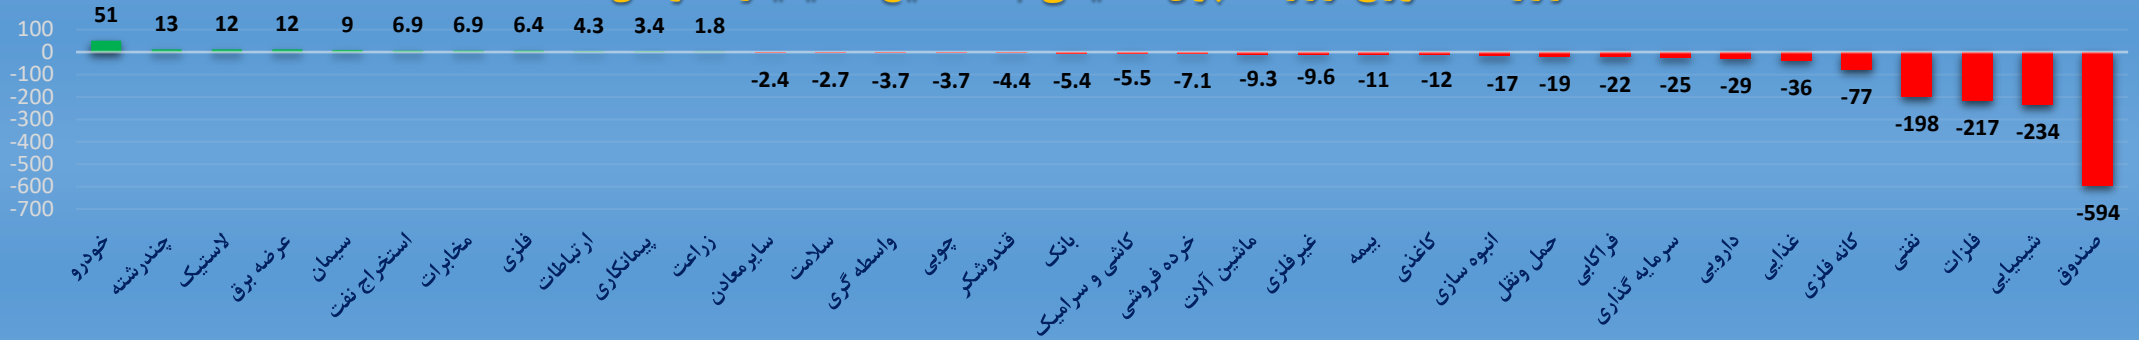 51 13 12 12 9 6.9 6.9 6.4 4.3 3.4 1.8
-2.4 -2.7 -3.7 -3.7 -4.4 -5.4 -5.5 -7.1 -9.3 -9.6 -11 -12 -17 -19 -22 -25 -29 -36 -77 -198 -217 -234 -594
100
0
-100
-200
-300
-400
-500
-600
-700
خودرو
چندرشته
لاستیک
عرضه برق
سیمان
استخراج نفت
مخابرات
فلزی
ارتباطات
پیمانکاری
زراعت
سایرمعادن
سلامت
واسطه گری
چوبی
قندوشکر
بانک
کاشی و سرامیک
خرده فروشی
ماشین آلات
غیرفلزی
بیمه
کاغذی
انبوه سازی
حمل ونقل
فراکابی
سرمایه گذاری
دارویی
غذایی
کانه فلزی
نفتی
فلزات
شیمیایی
صندوق